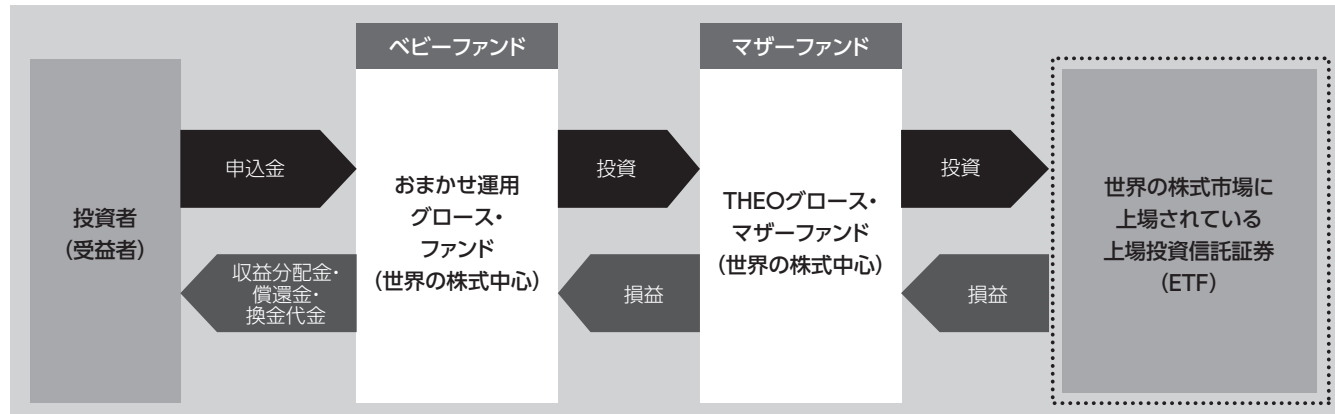 ベビーファンド
マザーファンド
投資者
(受益者)
申込金
収益分配金・
償還金・
換金代金
おまかせ運用
グロース・
ファンド
(世界の株式中心)
投資
損益
THEOグロース・
マザーファンド
(世界の株式中心)
投資
損益
世界の株式市場に
上場されている
上場投資信託証券
(ETF)